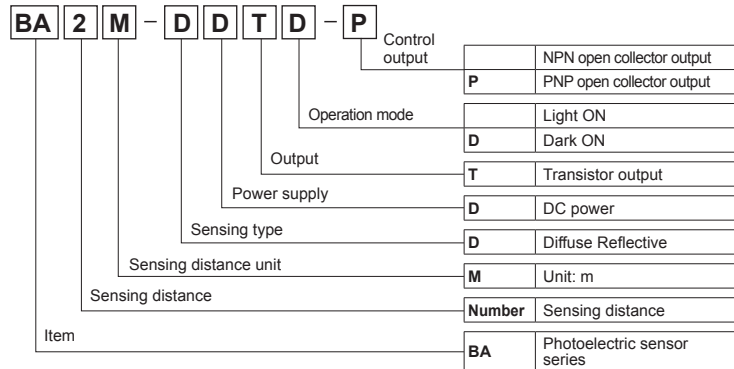 BA 2 M - D D T D - P
Control
output
NPN open collector output
P PNP open collector output
Operation mode
Light ON
D Dark ON
Output
T Transistor output
Power supply
D DC power
Sensing type
D Diffuse Reflective
Sensing distance unit
M Unit: m
Sensing distance
Number Sensing distance
Item
BA Photoelectric sensor
series